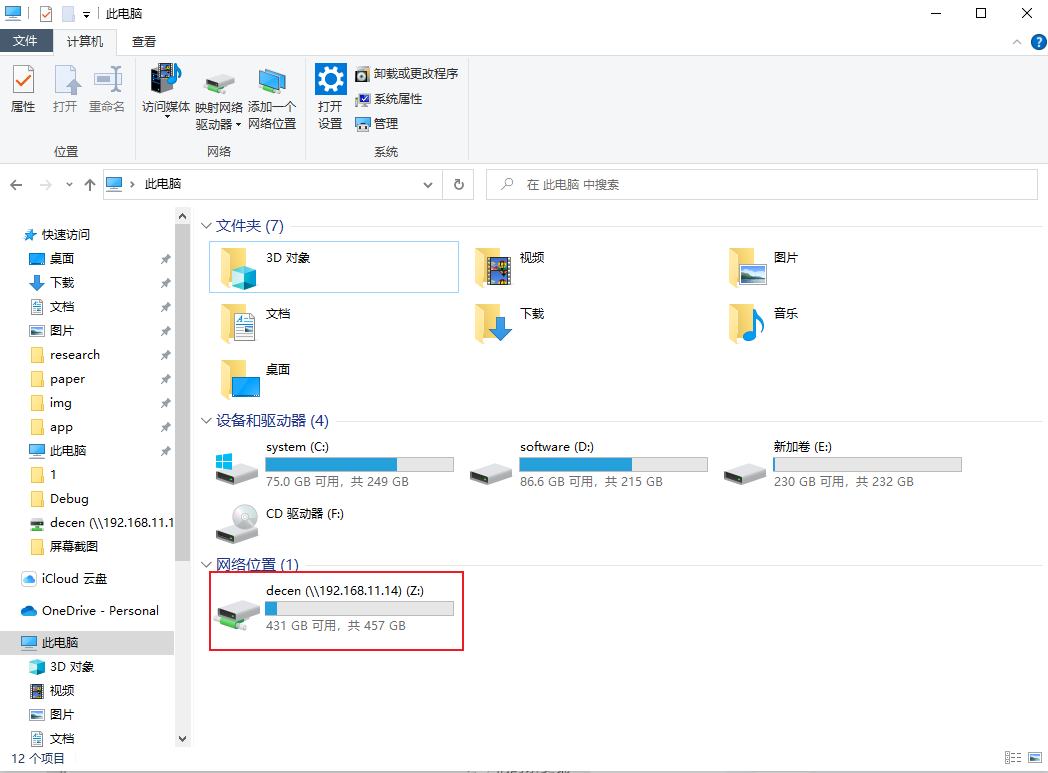 此电脑
文件
计算机
查看
属性
打开
重命名
访问媒体
映射网络
驱动器
添加一个
网络位置
打开
设置
卸载或更改程序
系统属性
管理
位置
网络
系统
此电脑
在 此电脑 中搜索
快速访问
桌面
下载
文档
图片
research
paper
img
app
此电脑
1
Debug
decen (\\192.168.11.1
屏幕截图
iCloud 云盘
OneDrive - Personal
此电脑
3D 对象
视频
图片
文档
文件夹 (7)
3D 对象
视频
图片
文档
下载
音乐
桌面
设备和驱动器 (4)
system (C:)
75.0 GB 可用，共 249 GB
software (D:)
86.6 GB 可用，共 215 GB
新加卷 (E:)
230 GB 可用，共 232 GB
CD 驱动器 (F:)
网络位置 (1)
decen (\\192.168.11.14) (Z:)
431 GB 可用，共 457 GB
12 个项目